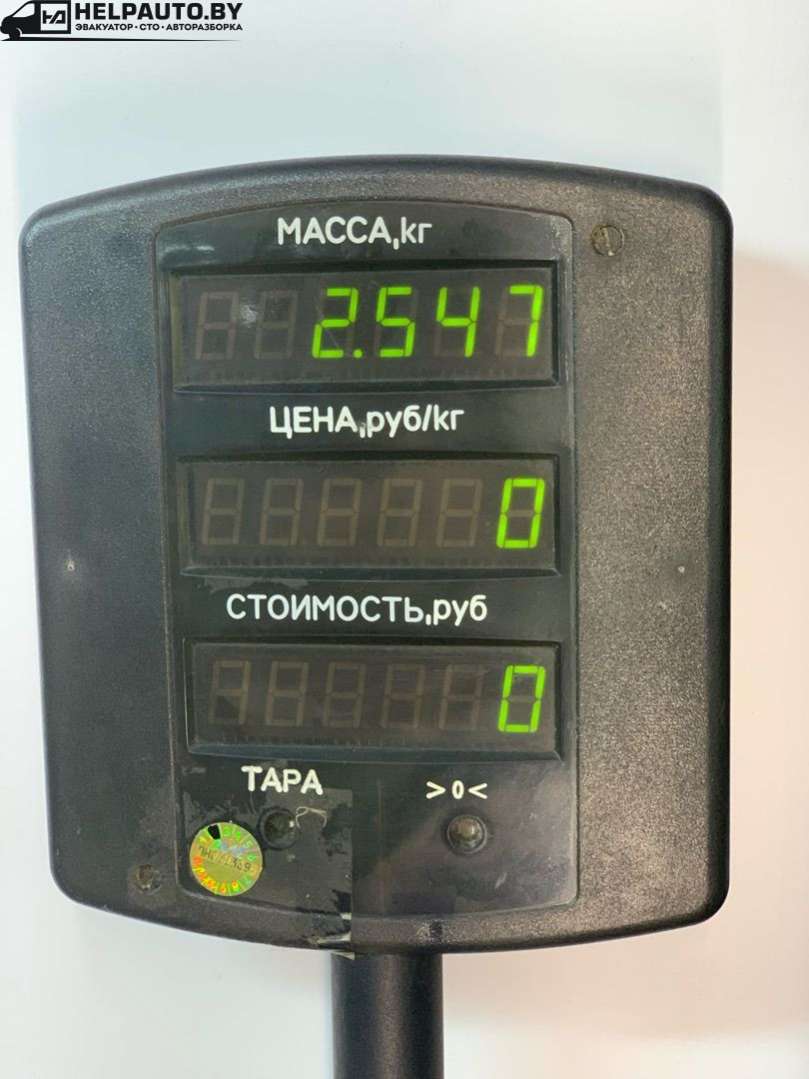 HELPAUTO.BY
ЭВАКУАТОР • СТО • АВТОРАЗБОРКА
МАССА,кг
2.547
ЦЕНА,руб/кг
0
СТОИМОСТЬ,руб
0
ТАРА >0<